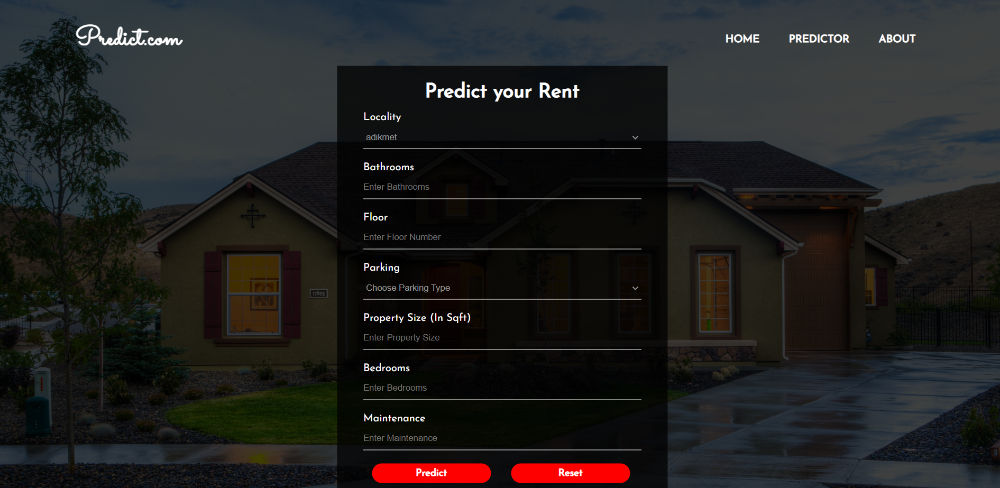 Predict.com
HOME PREDICTOR ABOUT
Predict your Rent
Locality
adikmet
Bathrooms
Enter Bathrooms
Floor
Enter Floor Number
Parking
Choose Parking Type
17895
Property Size (In Sqft)
Enter Property Size
Bedrooms
Enter Bedrooms
Maintenance
Enter Maintenance
Predict Reset